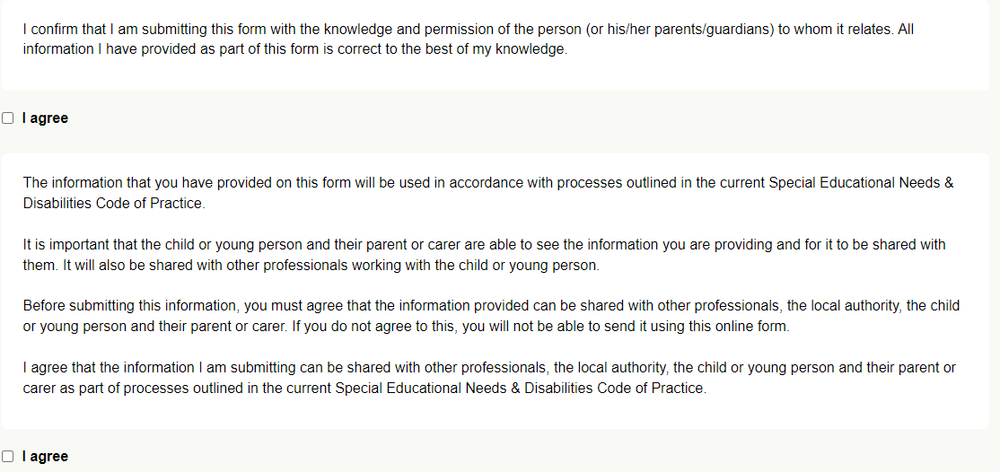 I confirm that I am submitting this form with the knowledge and permission of the person (or his/her parents/guardians) to whom it relates. All
information I have provided as part of this form is correct to the best of my knowledge.
I agree
The information that you have provided on this form will be used in accordance with processes outlined in the current Special Educational Needs &
Disabilities Code of Practice.
It is important that the child or young person and their parent or carer are able to see the information you are providing and for it to be shared with
them. It will also be shared with other professionals working with the child or young person.
Before submitting this information, you must agree that the information provided can be shared with other professionals, the local authority, the child
or young person and their parent or carer. If you do not agree to this, you will not be able to send it using this online form.
I agree that the information I am submitting can be shared with other professionals, the local authority, the child or young person and their parent or
carer as part of processes outlined in the current Special Educational Needs & Disabilities Code of Practice.
I agree